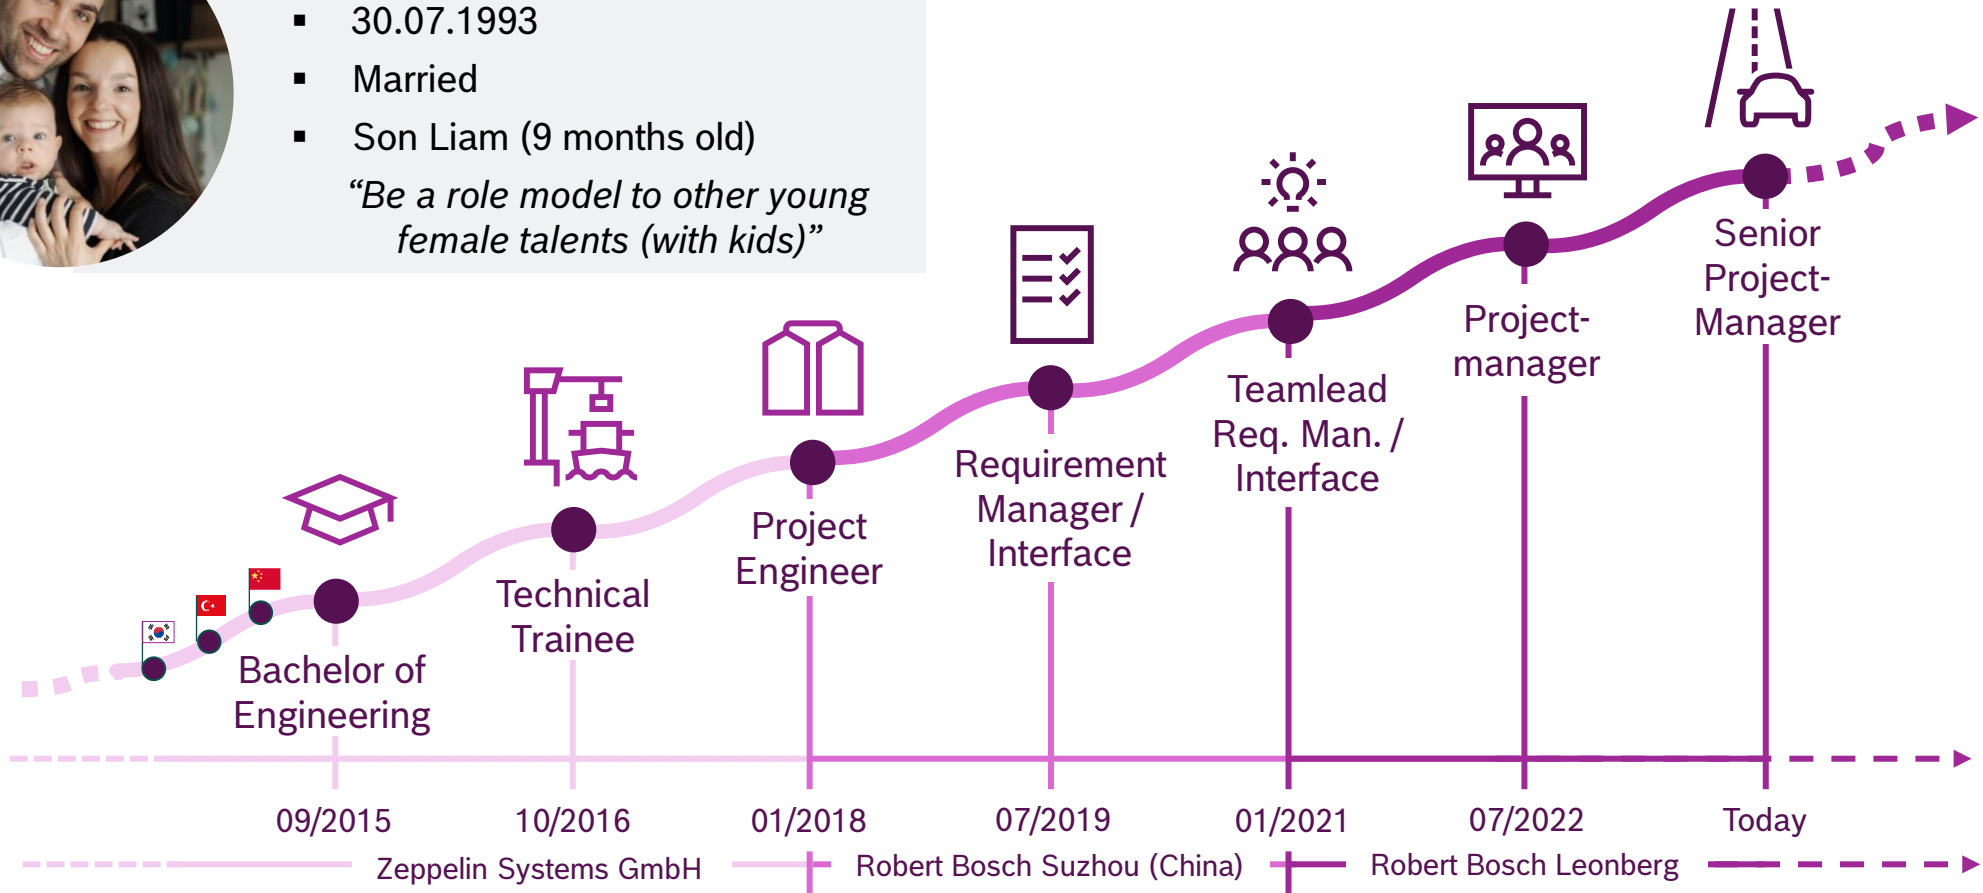 30.07.1993
Married
Son Liam (9 months old)
“Be a role model to other young
female talents (with kids)”
Bachelor of
Engineering
Technical
Trainee
Project
Engineer
Requirement
Manager /
Interface
Teamlead
Req. Man. /
Interface
Project-
manager
Senior
Project-
Manager
09/2015
10/2016
01/2018
07/2019
01/2021
07/2022
Today
Zeppelin Systems GmbH
Robert Bosch Suzhou (China)
Robert Bosch Leonberg